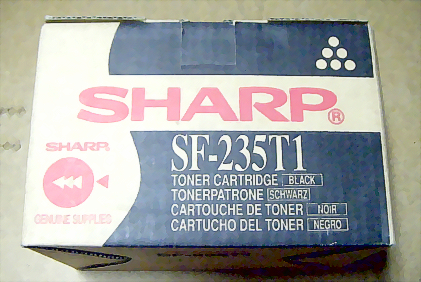 SHARP®
SHARP®
SF-235T1
TONER CARTRIDGE BLACK
TONERPATRONE SCHWARZ
CARTOUCHE DE TONER NOIR
CARTUCHO DEL TONER NEGRO
GENUINE SUPPLIES